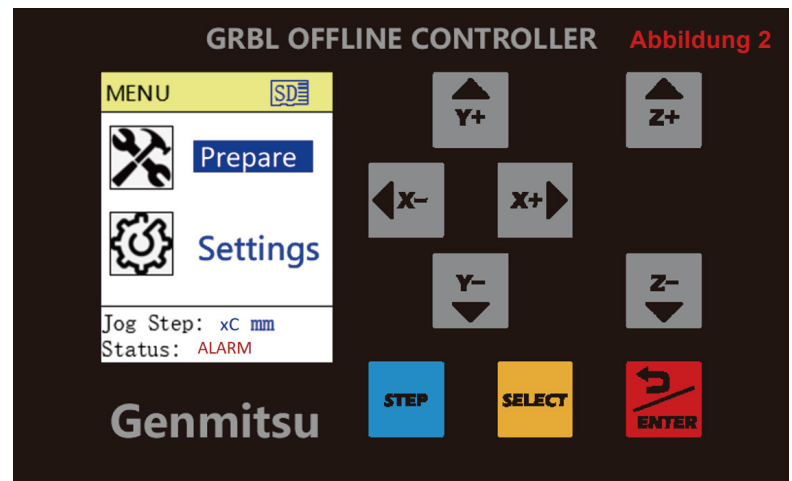 GRBL OFFLINE CONTROLLER
Abbildung 2
MENU
SD
Prepare
Settings
Jog Step: xC mm
Status: ALARM
Y+
Z+
X-
X+
Y-
Z-
STEP
SELECT
ENTER
Genmitsu